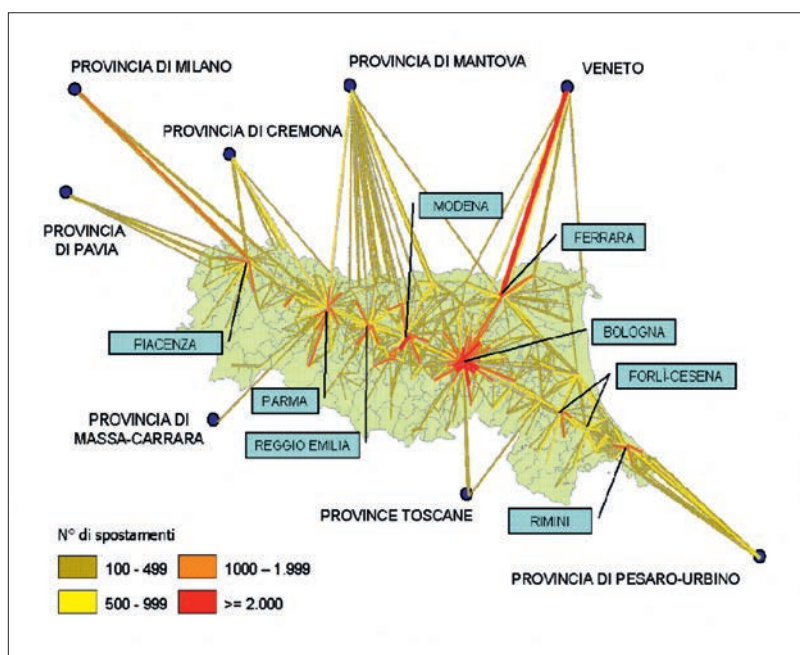 PROVINCIA DI MILANO
PROVINCIA DI MANTOVA
VENETO
PROVINCIA DI CREMONA
MODENA
PROVINCIA
DI PAVIA
FERRARA
PIACENZA
BOLOGNA
FORLÌ-CESENA
PARMA
PROVINCIA DI
MASSA-CARRARA
REGGIO EMILIA
PROVINCE TOSCANE
RIMINI
N° di spostamenti
100 - 499
1000 – 1.999
500 - 999
>= 2.000
PROVINCIA DI PESARO-URBINO